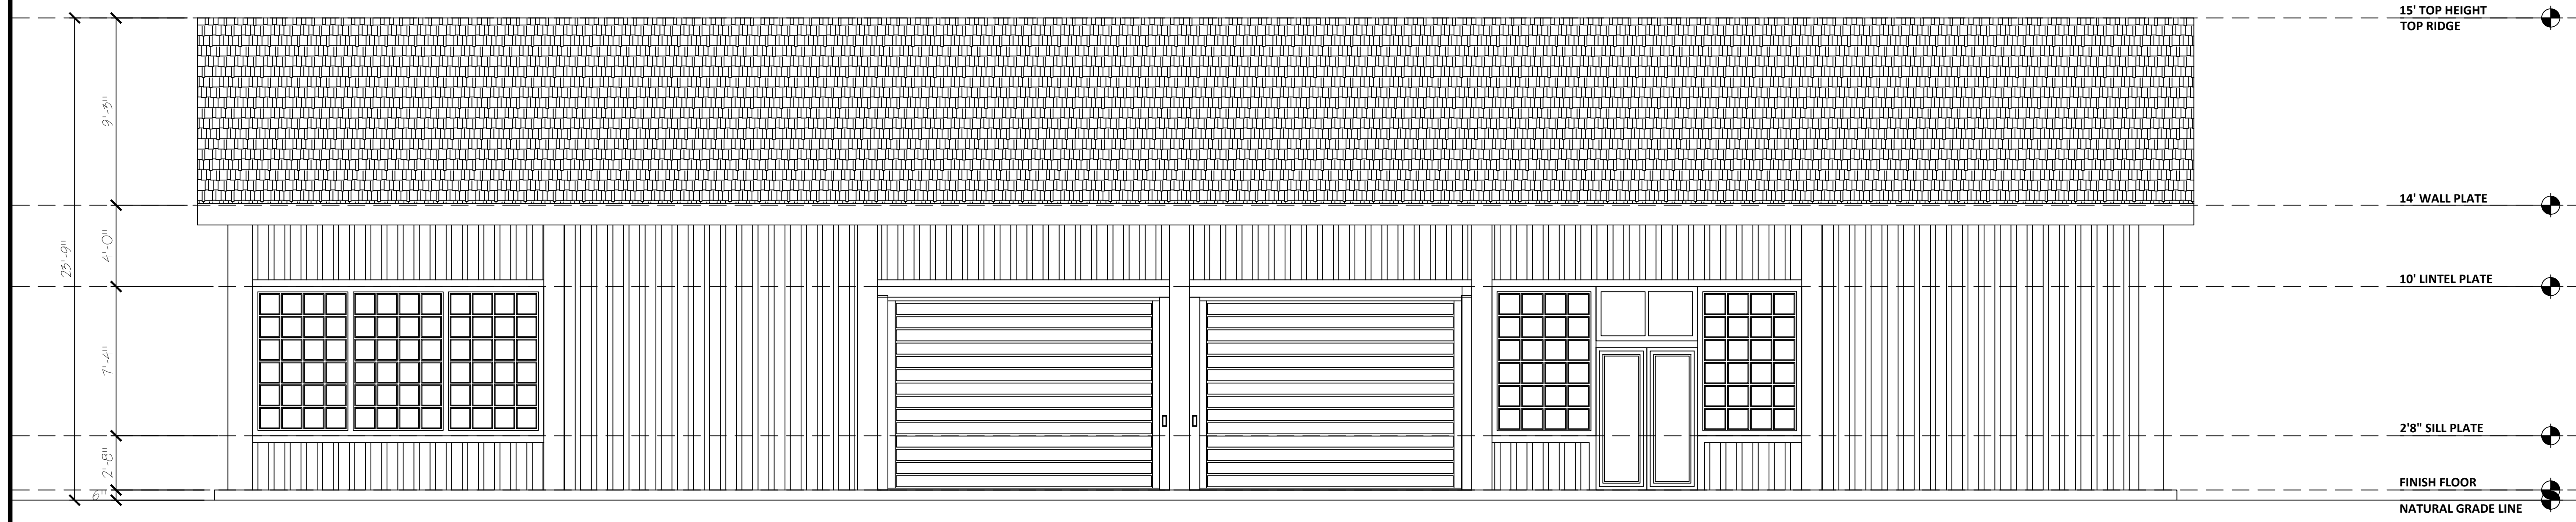 15' TOP HEIGHT
TOP RIDGE
9'-3"
14' WALL PLATE
23'-9"
4'-0"
10' LINTEL PLATE
7'-4"
2'8" SILL PLATE
2'-8"
FINISH FLOOR
6"
NATURAL GRADE LINE